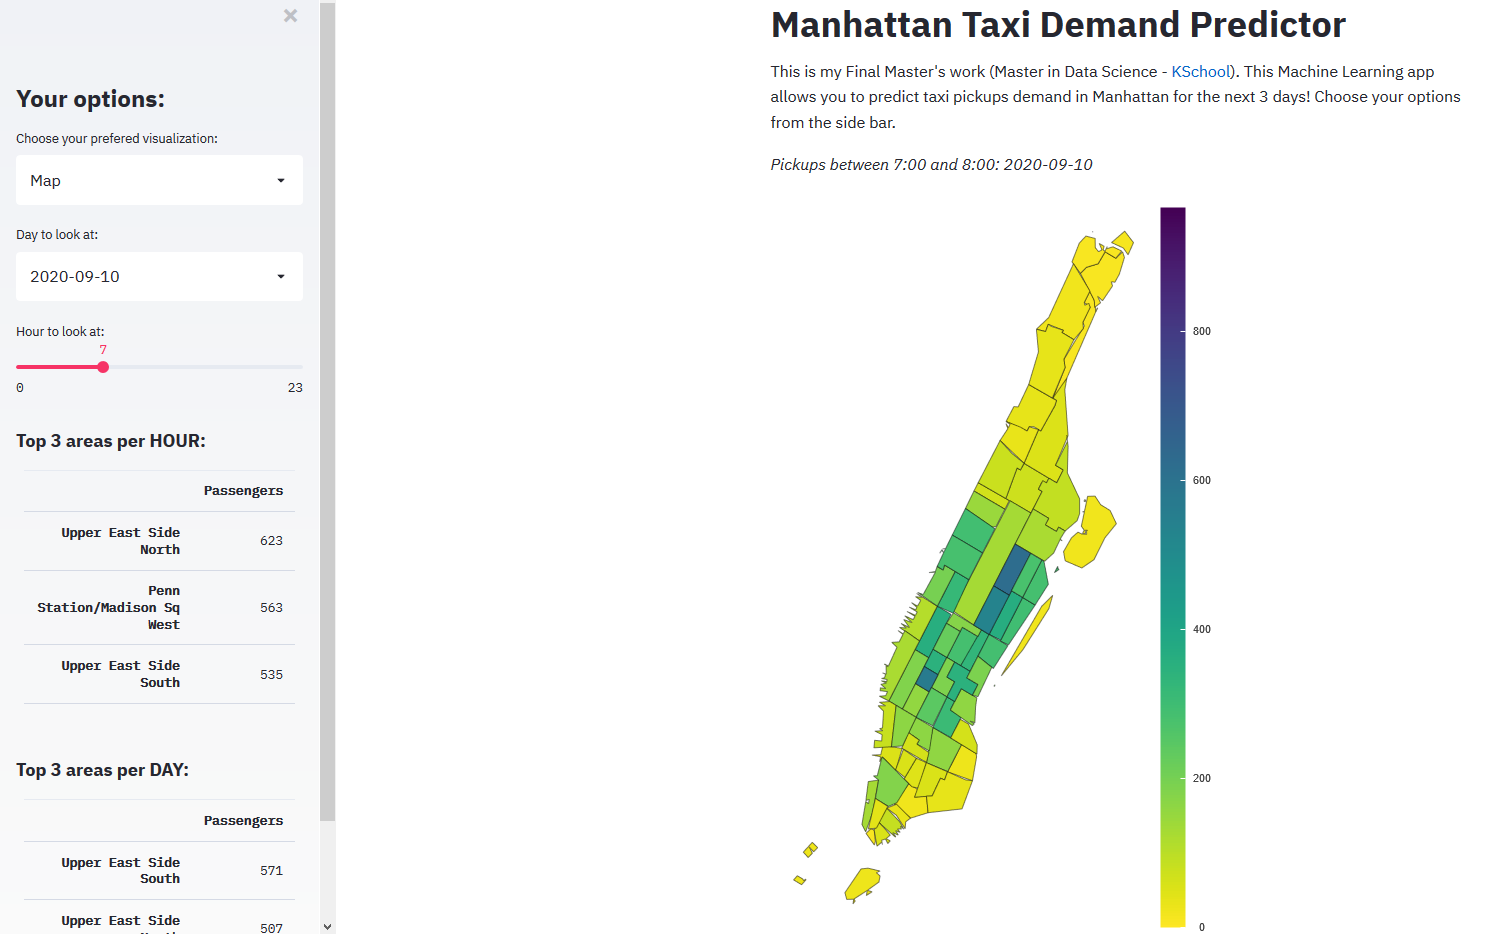 ×
Your options:
Choose your prefered visualization:
Map
Day to look at:
2020-09-10
Hour to look at:
7
0 23
Top 3 areas per HOUR:
Passengers
Upper East Side
North 623
Penn
Station/Madison Sq 563
West
Upper East Side
South 535
Top 3 areas per DAY:
Passengers
Upper East Side
South 571
Upper East Side
507
Manhattan Taxi Demand Predictor
This is my Final Master's work (Master in Data Science - KSchool). This Machine Learning app
allows you to predict taxi pickups demand in Manhattan for the next 3 days! Choose your options
from the side bar.
Pickups between 7:00 and 8:00: 2020-09-10
800
600
400
200
0